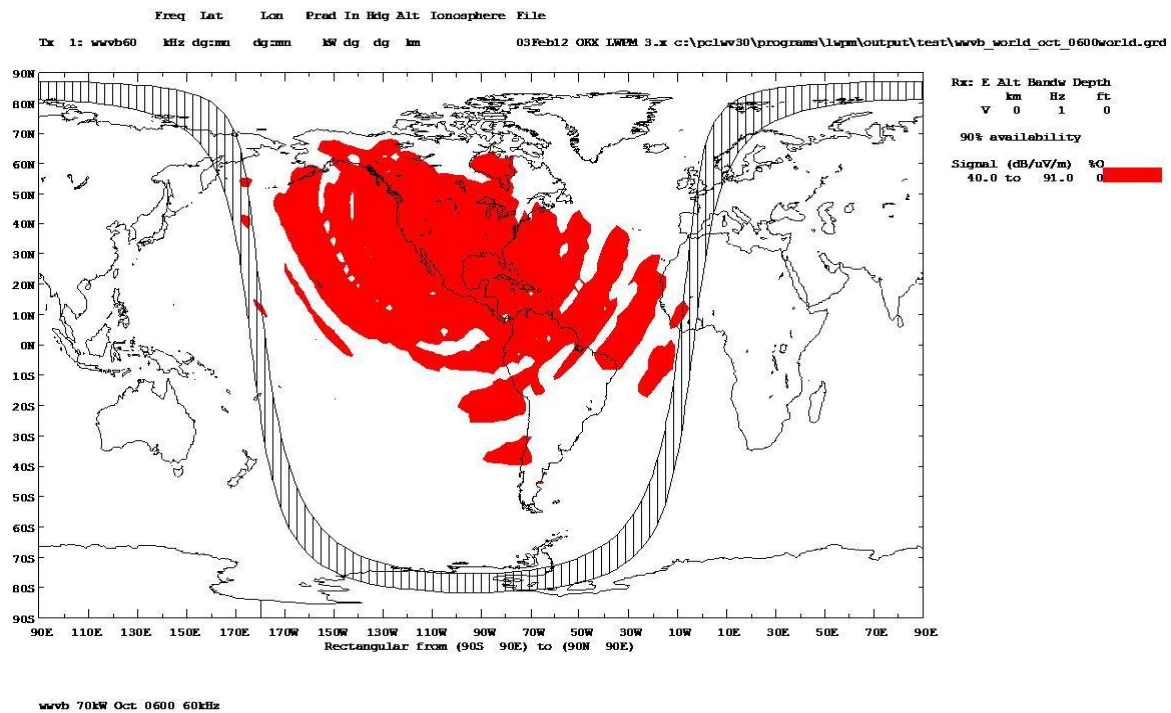 Freq Lat Lon Prad In Hdg Alt Ionosphere File
Tx 1: wwvb60 kHz dg:mn dg:mn kW dg dg km 03Feb12 OKX LWPM 3.x c:\pclwv30\programs\lwpm\output\test\wwvb_world_oct_0600world.grd
90N
80N
70N
60N
50N
40N
30N
20N
10N
0N
10S
20S
30S
40S
50S
60S
70S
80S
90S
90E 110E 130E 150E 170E 170W 150W 130W 110W 90W 70W 50W 30W 10W 10E 30E 50E 70E 90E
Rectangular from (90S 90E) to (90N 90E)
Rx: E Alt Bandw Depth
km Hz ft
V 0 1 0
90% availability
Signal (dB/uV/m) %O
40.0 to 91.0 0
wwvb 70kW Oct 0600 60kHz